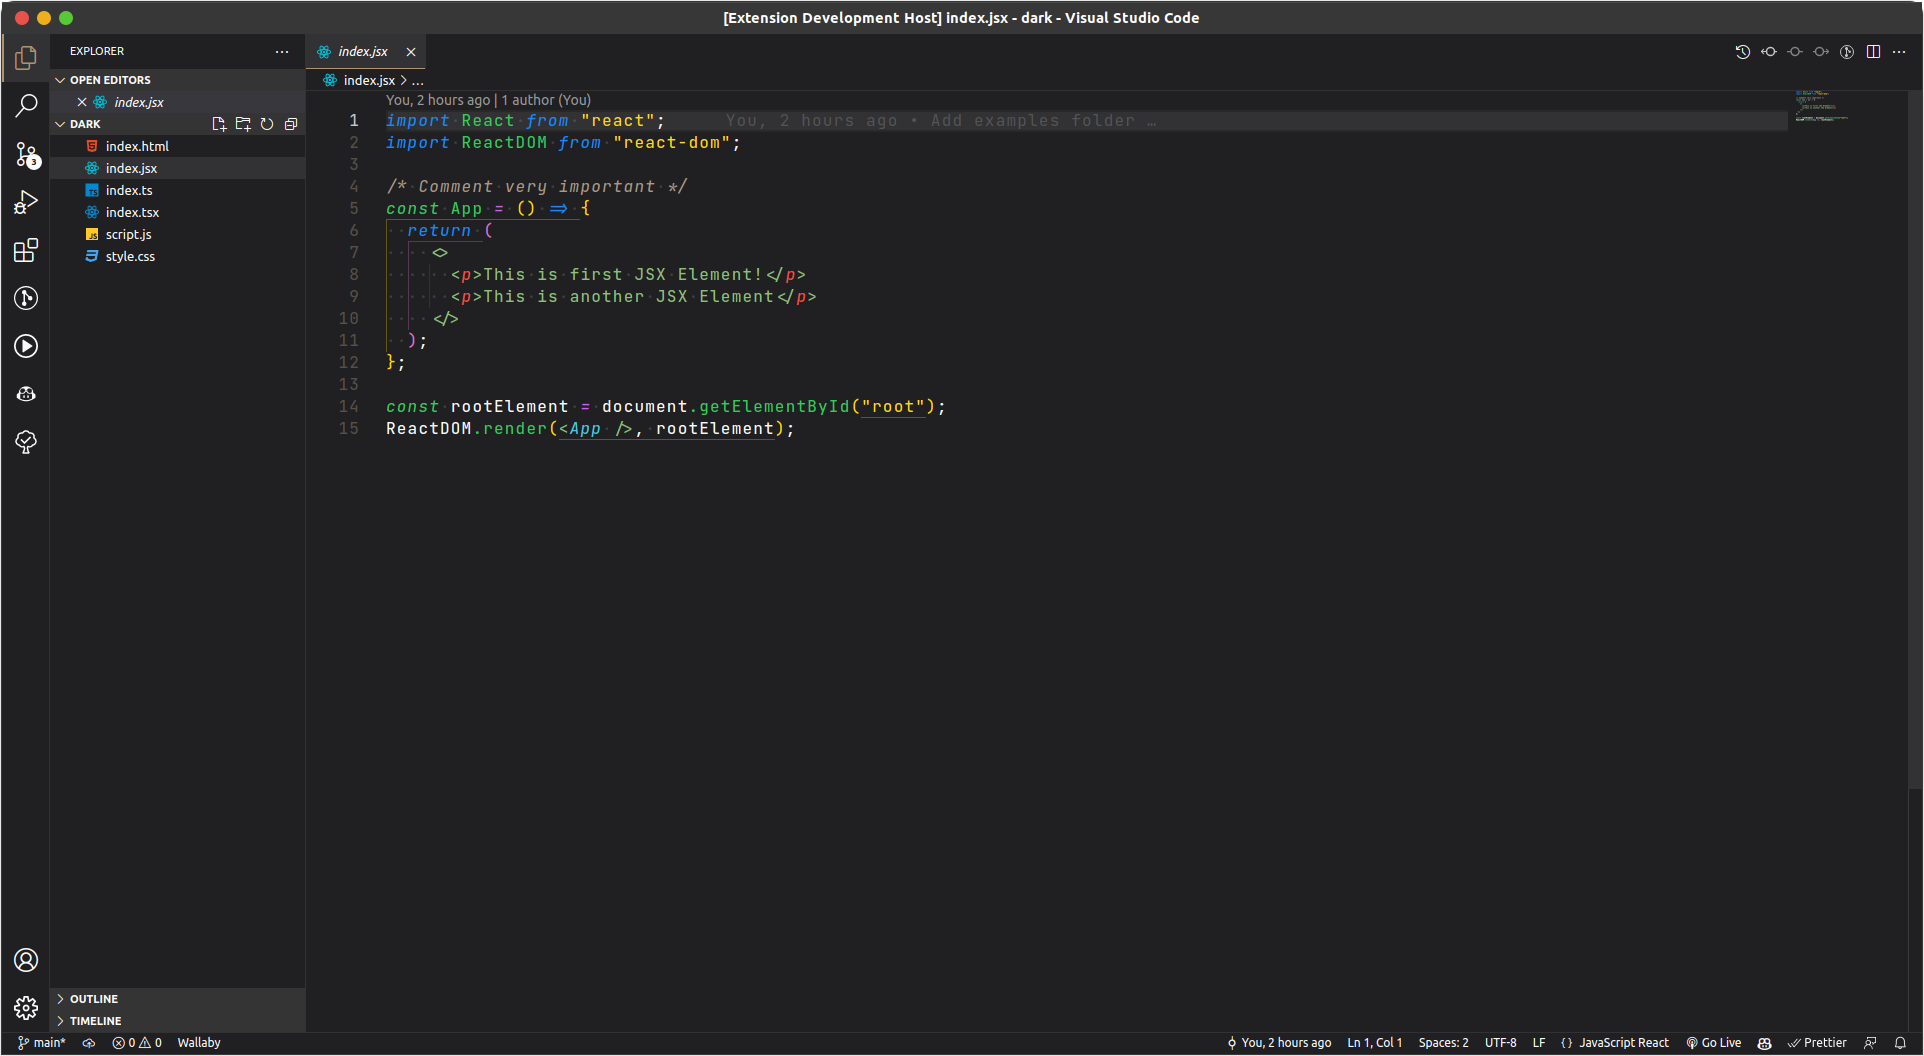 [Extension Development Host] index.jsx - dark - Visual Studio Code
EXPLORER
OPEN EDITORS
index.jsx
DARK
index.html
index.jsx
index.ts
index.tsx
script.js
style.css
OUTLINE
TIMELINE
3
index.jsx
index.jsx > ...
You, 2 hours ago | 1 author (You)
1 import React from "react"; You, 2 hours ago • Add examples folder …
2 import ReactDOM from "react-dom";
3
4 /* Comment very important */
5 const App = () => {
6 return (
7 <>
8 <p>This is first JSX Element!</p>
9 <p>This is another JSX Element</p>
10 </>
11 );
12 };
13
14 const rootElement = document.getElementById("root");
15 ReactDOM.render(<App />, rootElement);
main* 0 0 Wallaby You, 2 hours ago Ln 1, Col 1 Spaces: 2 UTF-8 LF {} JavaScript React Go Live Prettier